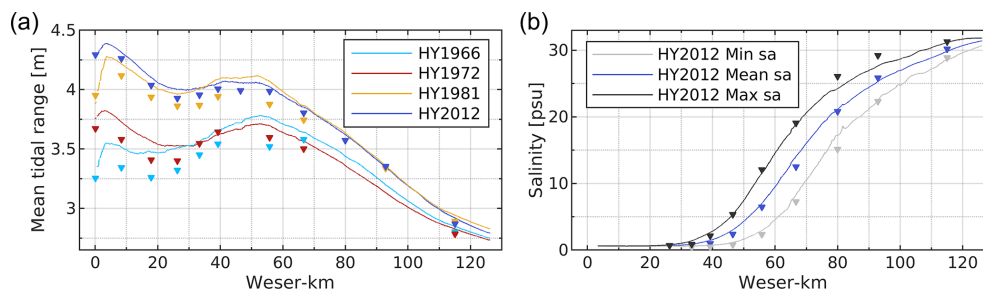 (a)
Mean tidal range [m]
4.5
4
3.5
3
HY1966
HY1972
HY1981
HY2012
0 20 40 60 80 100 120
Weser-km
(b)
Salinity [psu]
30
20
10
0
HY2012 Min sa
HY2012 Mean sa
HY2012 Max sa
0 20 40 60 80 100 120
Weser-km